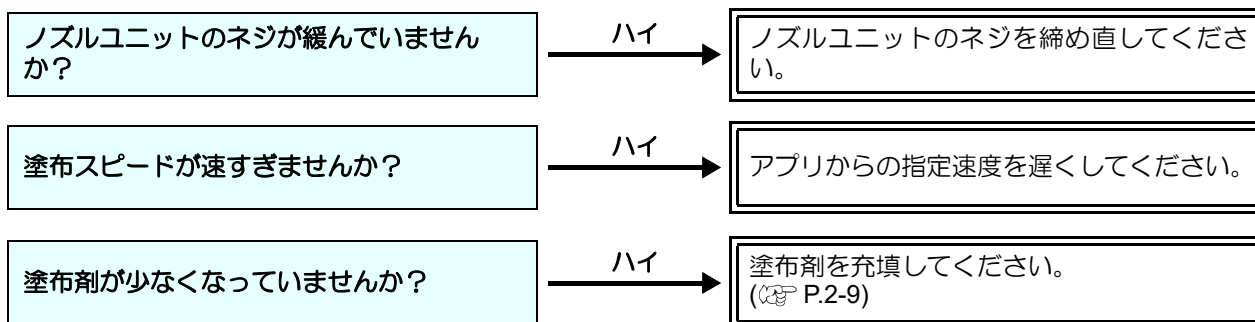 ノズルユニットのネジが緩んでいません
か？
ハイ
ノズルユニットのネジを締め直してくださ
い。
塗布スピードが速すぎませんか？
ハイ
アプリからの指定速度を遅くしてください。
塗布剤が少なくなっていませんか？
ハイ
塗布剤を充填してください。
(☞ P.2-9)